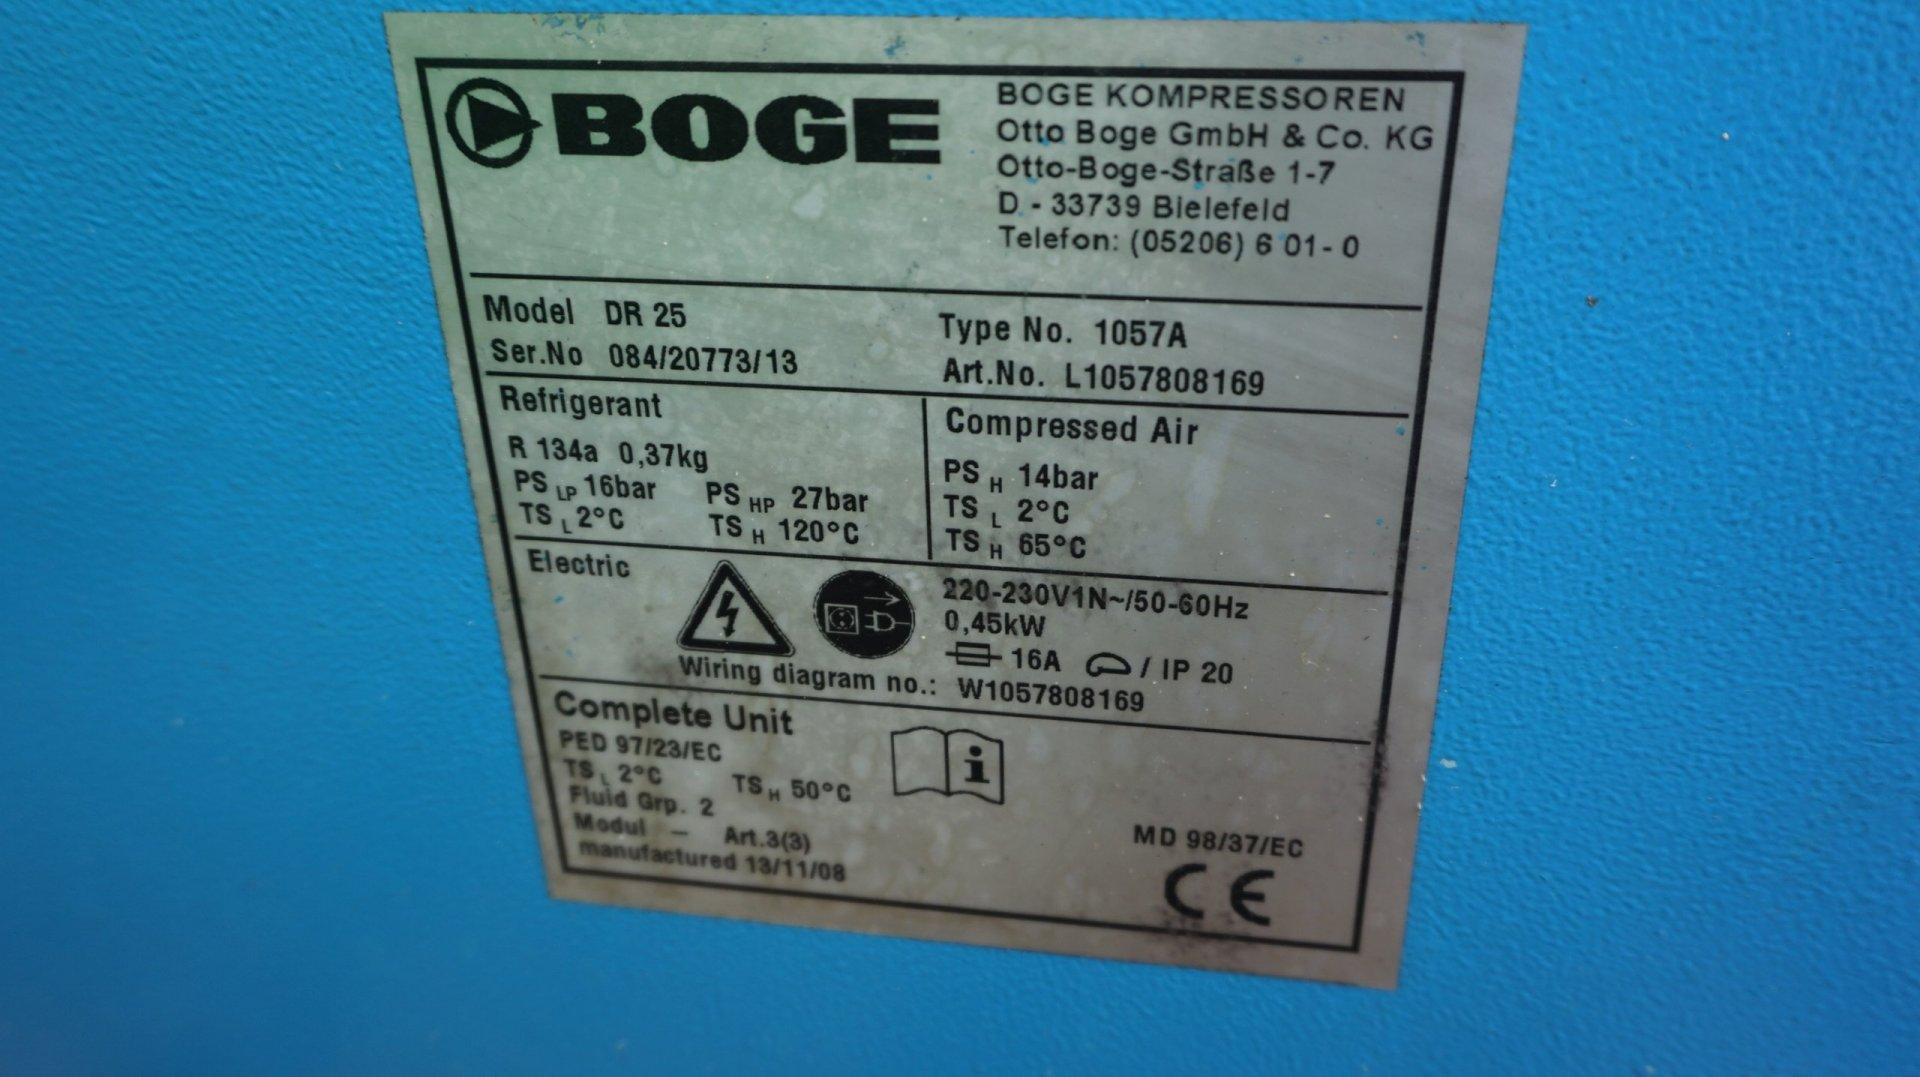 BOGE
BOGE KOMPRESSOREN
Otto Boge GmbH & Co. KG
Otto-Boge-Straße 1-7
D - 33739 Bielefeld
Telefon: (05206) 6 01- 0
Model DR 25
Type No. 1057A
Ser.No 084/20773/13
Art.No. L1057808169
Refrigerant
R 134a 0,37kg
PS LP 16bar PS HP 27bar
TS L 2°C TS H 120°C
Compressed Air
PS H 14bar
TS L 2°C
TS H 65°C
Electric
220-230V1N~/50-60Hz
0,45kW
16A / IP 20
Wiring diagram no.: W1057808169
Complete Unit
PED 97/23/EC
TS L 2°C TS H 50°C
Fluid Grp. 2
Modul – Art.3(3)
manufactured 13/11/08
i
MD 98/37/EC
CE